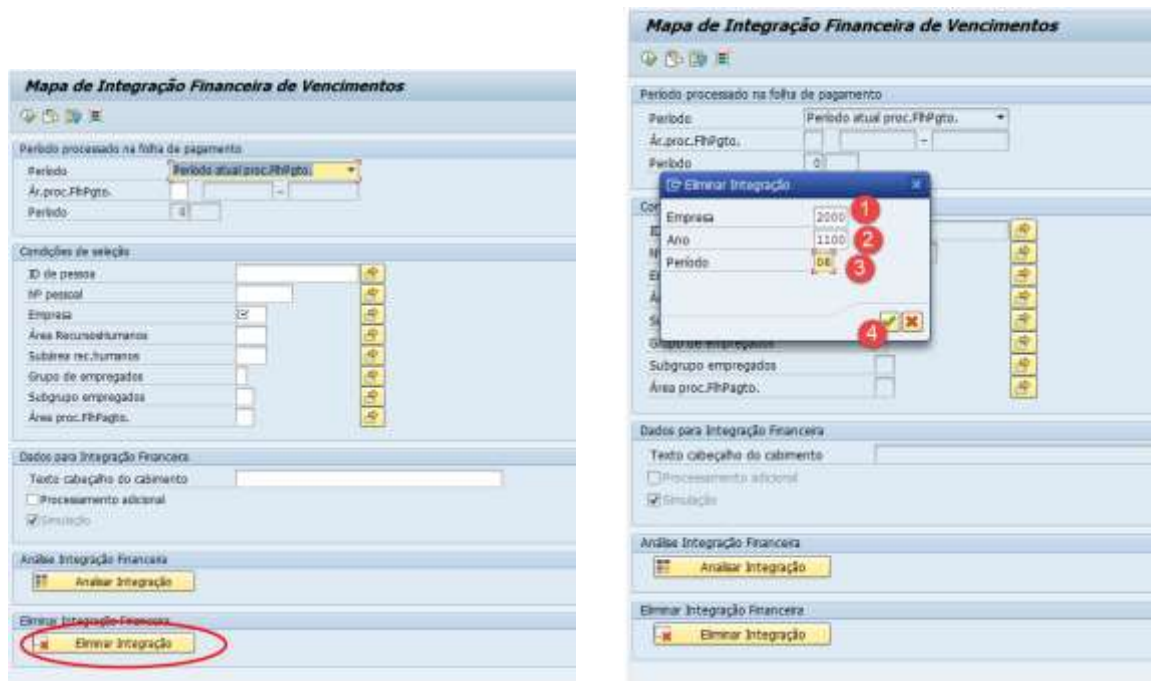 Mapa de Integração Financeira de Vencimentos
Período processado na folha de pagamento
Período Período atual proc.FlhPgto.
Ár.proc.FlhPgto. -
Período 0
Condições de seleção
ID de pessoa
Nº pessoal
Empresa
Área RecursosHumanos
Subárea rec.humanos
Grupo de empregados
Subgrupo empregados
Área proc.FlhPagto.
Dados para Integração Financeira
Texto cabeçalho do cabimento
Processamento adicional
Simulação
Análise Integração Financeira
Analisar Integração
Eliminar Integração Financeira
Eliminar Integração
Mapa de Integração Financeira de Vencimentos
Período processado na folha de pagamento
Período Período atual proc.FlhPgto.
Ár.proc.FlhPgto. -
Período 0
Eliminar Integração
Empresa 2000 1
Ano 1100 2
Período 3
4
Grupo de empregados
Subgrupo empregados
Área proc.FlhPagto.
Dados para Integração Financeira
Texto cabeçalho do cabimento
Processamento adicional
Simulação
Análise Integração Financeira
Analisar Integração
Eliminar Integração Financeira
Eliminar Integração